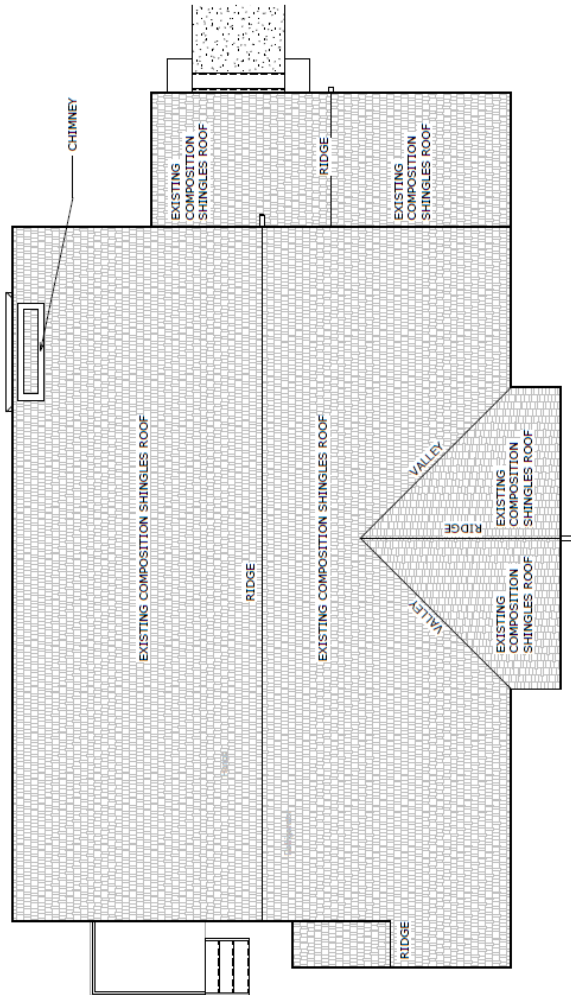 CHIMNEY
EXISTING COMPOSITION SHINGLES ROOF
EXISTING
COMPOSITION
SHINGLES ROOF
RIDGE
EXISTING COMPOSITION SHINGLES ROOF
RIDGE
EXISTING
COMPOSITION
SHINGLES ROOF
RIDGE
VALLEY
VALLEY
RIDGE
EXISTING
COMPOSITION
SHINGLES ROOF
EXISTING
COMPOSITION
SHINGLES ROOF